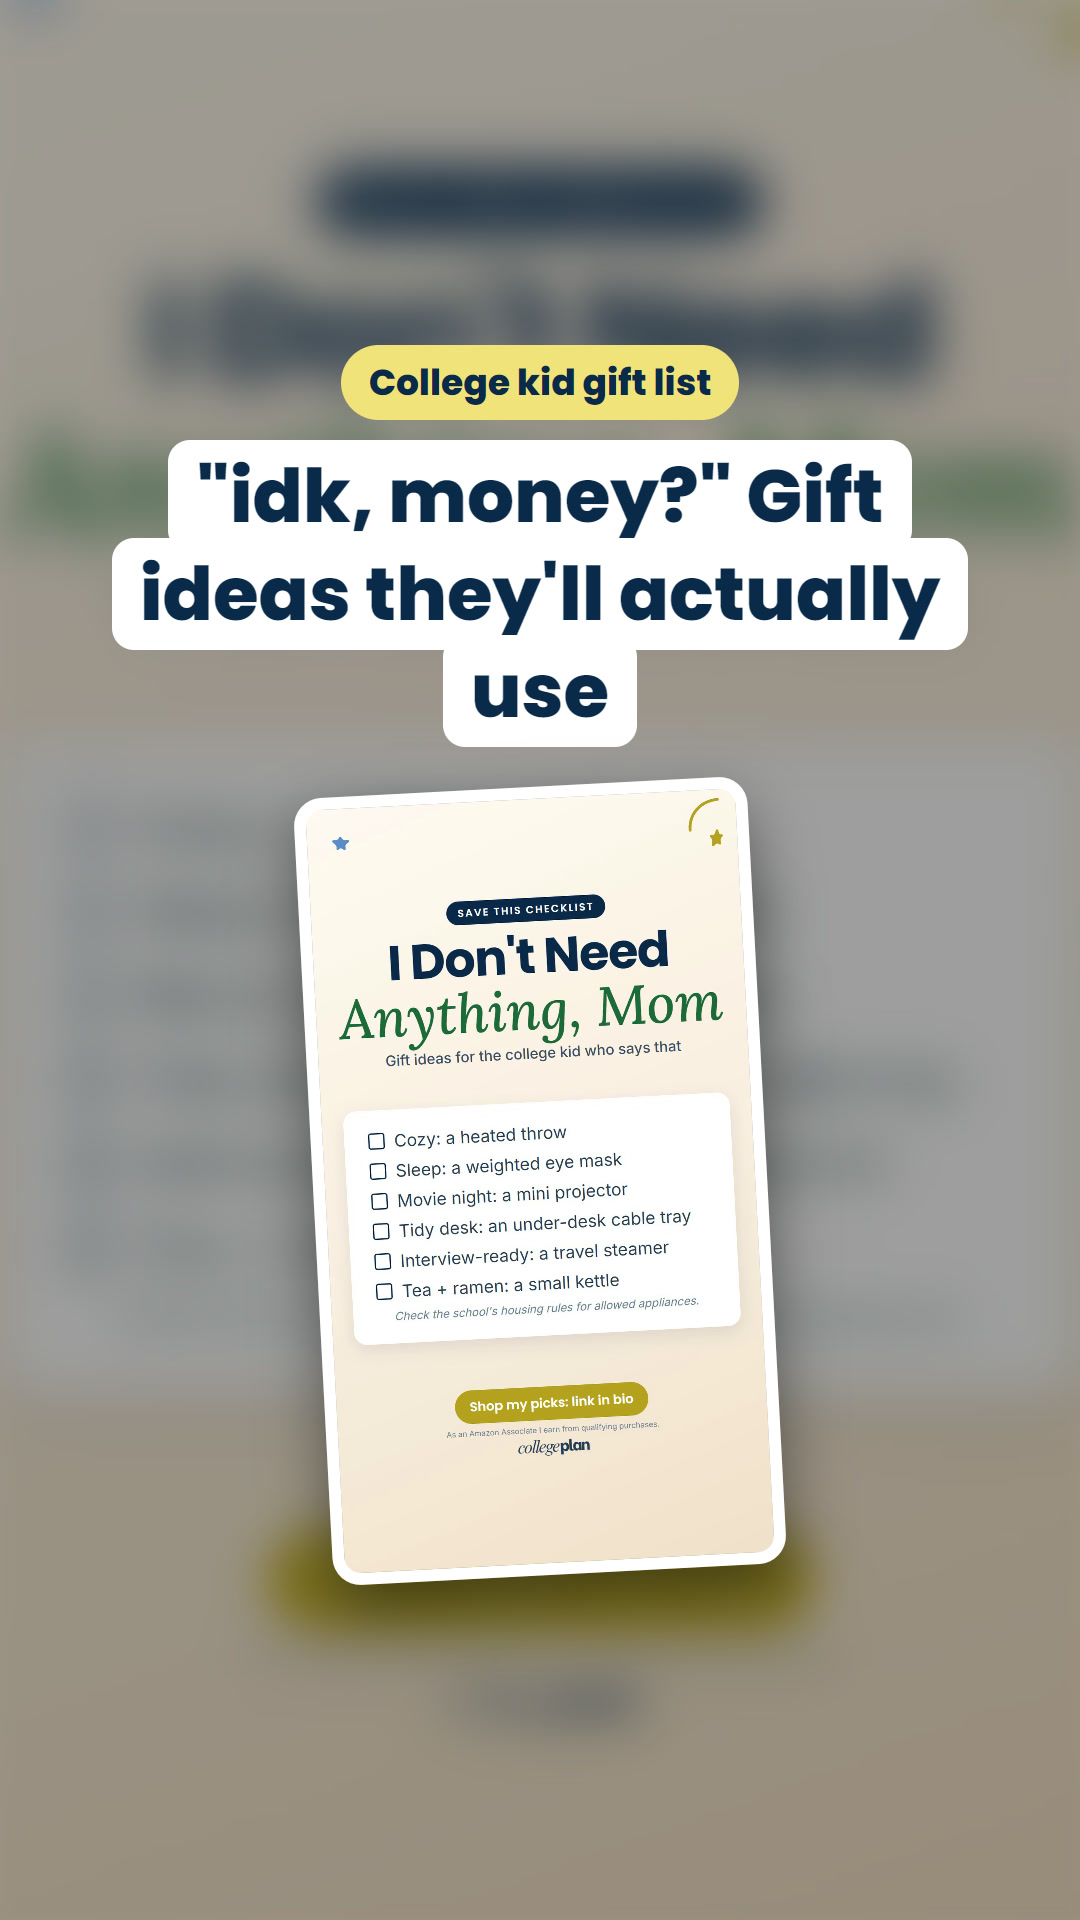 College kid gift list
"idk, money?" Gift
ideas they'll actually
use
SAVE THIS CHECKLIST
I Don't Need
Anything, Mom
Gift ideas for the college kid who says that
Cozy: a heated throw
Sleep: a weighted eye mask
Movie night: a mini projector
Tidy desk: an under-desk cable tray
Interview-ready: a travel steamer
Tea + ramen: a small kettle
Check the school's housing rules for allowed appliances.
Shop my picks: link in bio
As an Amazon Associate I earn from qualifying purchases.
collegeplan